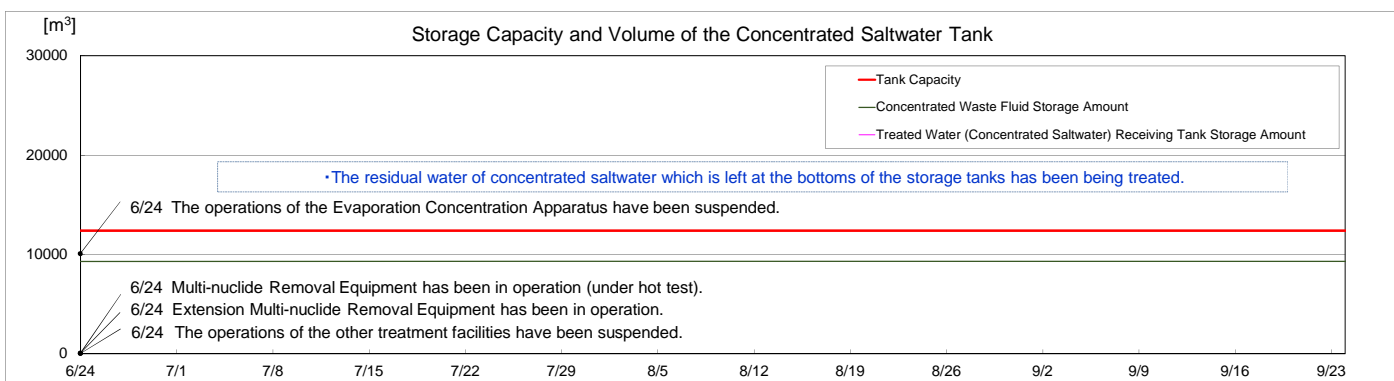 [m³]
Storage Capacity and Volume of the Concentrated Saltwater Tank
30000
Tank Capacity
Concentrated Waste Fluid Storage Amount
Treated Water (Concentrated Saltwater) Receiving Tank Storage Amount
20000
・The residual water of concentrated saltwater which is left at the bottoms of the storage tanks has been being treated.
6/24 The operations of the Evaporation Concentration Apparatus have been suspended.
10000
6/24 Multi-nuclide Removal Equipment has been in operation (under hot test).
6/24 Extension Multi-nuclide Removal Equipment has been in operation.
6/24 The operations of the other treatment facilities have been suspended.
0
6/24 7/1 7/8 7/15 7/22 7/29 8/5 8/12 8/19 8/26 9/2 9/9 9/16 9/23